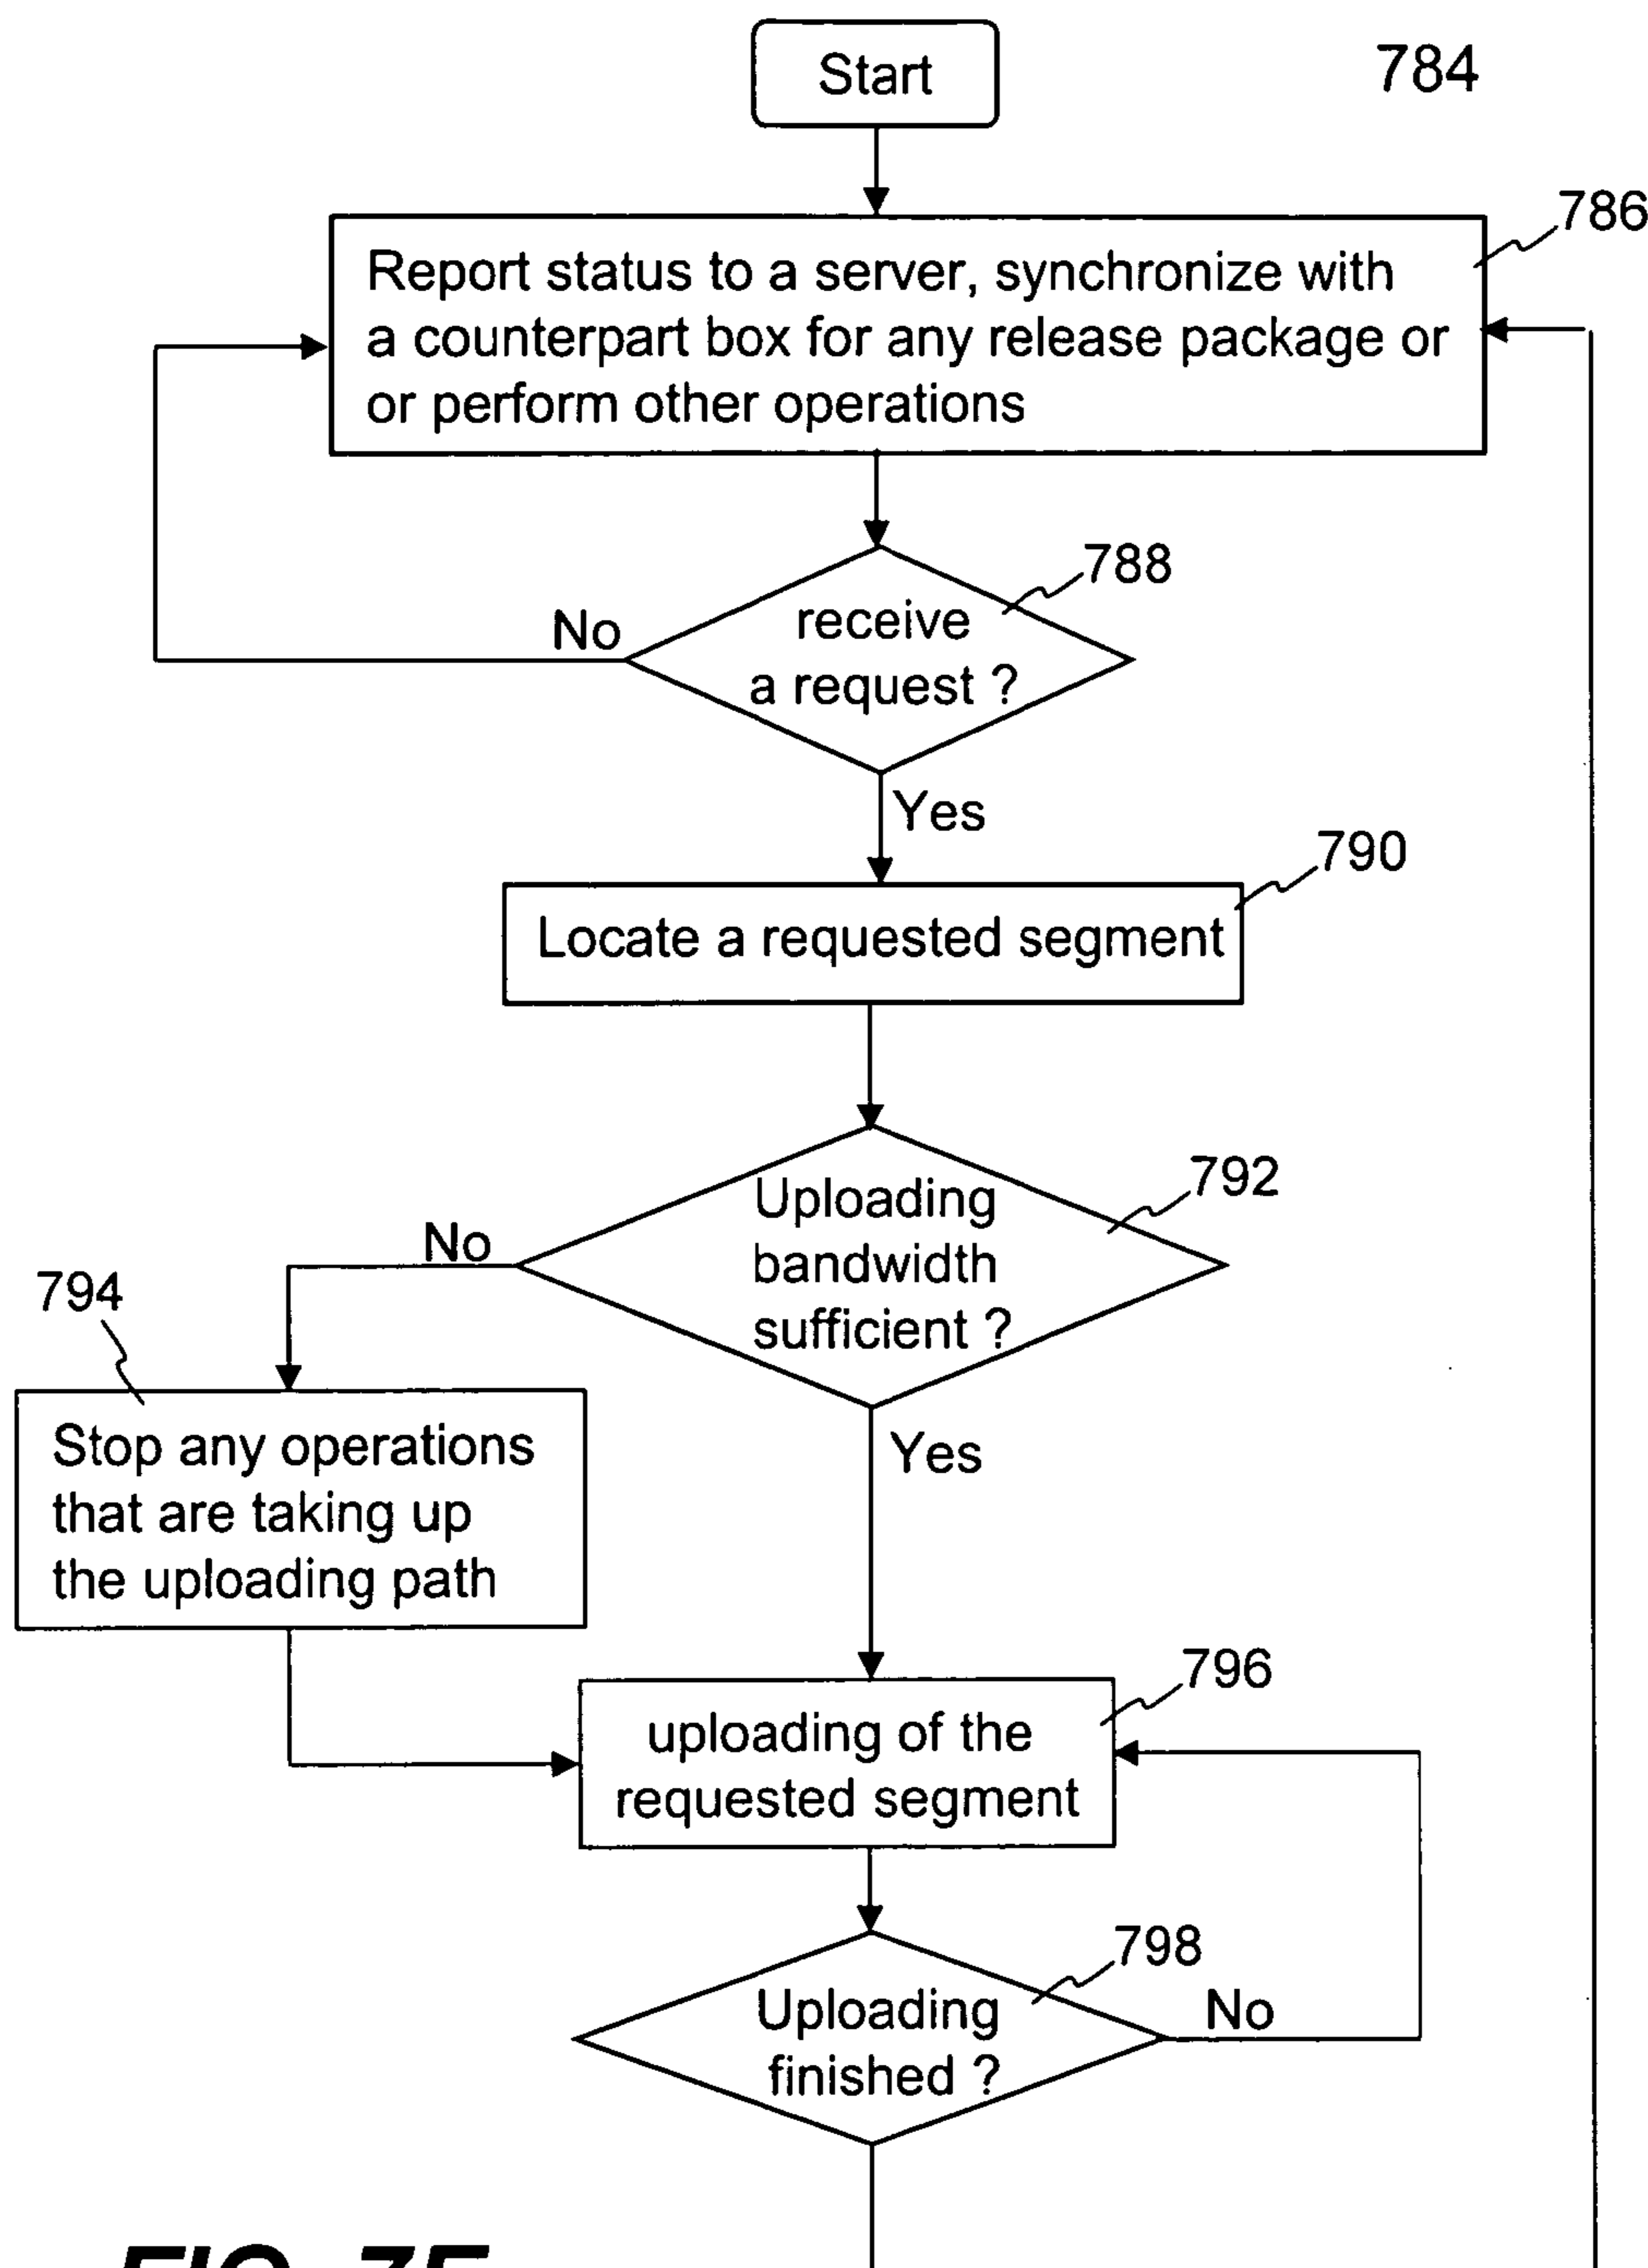 Start
784
786
Report status to a server, synchronize with
a counterpart box for any release package or
or perform other operations
788
receive
a request ?
No
Yes
790
Locate a requested segment
792
Uploading
bandwidth
sufficient ?
No
794
Yes
Stop any operations
that are taking up
the uploading path
796
uploading of the
requested segment
798
Uploading
finished ?
No